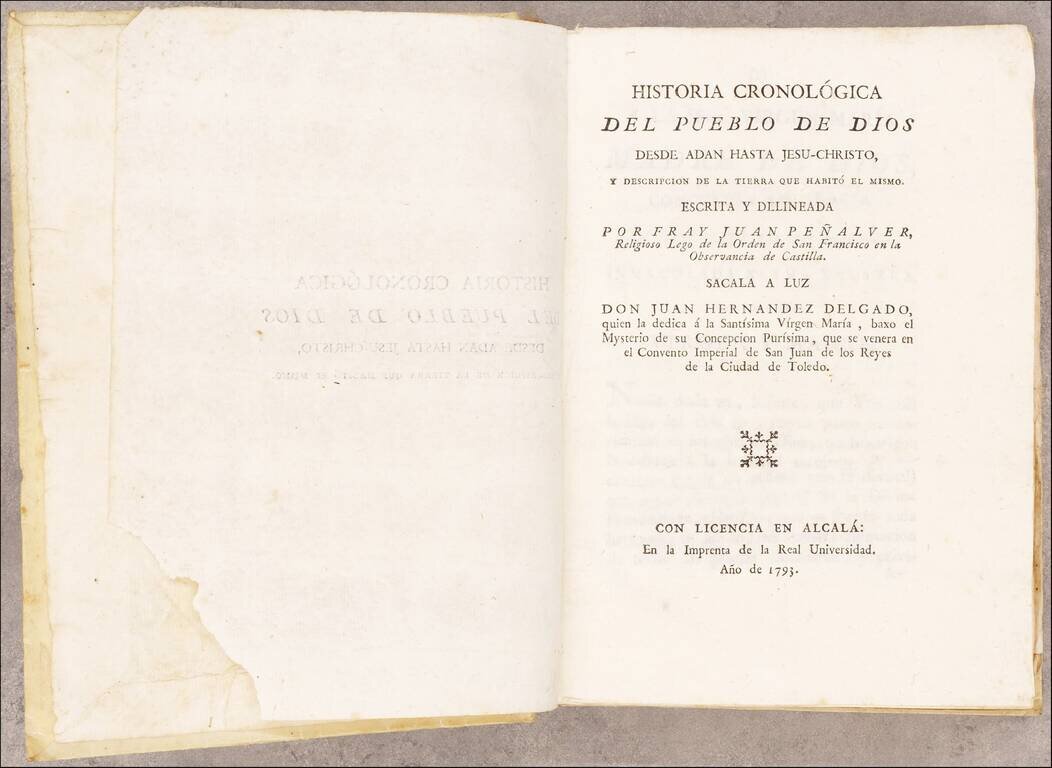 HISTORIA CRONOLÓGICA
DEL PUEBLO DE DIOS
DESDE ADAN HASTA JESU-CHRISTO,
Y DESCRIPCION DE LA TIERRA QUE HABITÓ EL MISMO.
ESCRITA Y DELINEADA
POR FRAY JUAN PEÑALVER,
Religioso Lego de la Orden de San Francisco en la
Observancia de Castilla.
SACALA A LUZ
DON JUAN HERNANDEZ DELGADO,
quien la dedica á la Santísima Vírgen María, baxo el
Mysterio de su Concepcion Purísima, que se venera en
el Convento Imperial de San Juan de los Reyes
de la Ciudad de Toledo.
CON LICENCIA EN ALCALÁ:
En la Imprenta de la Real Universidad.
Año de 1793.